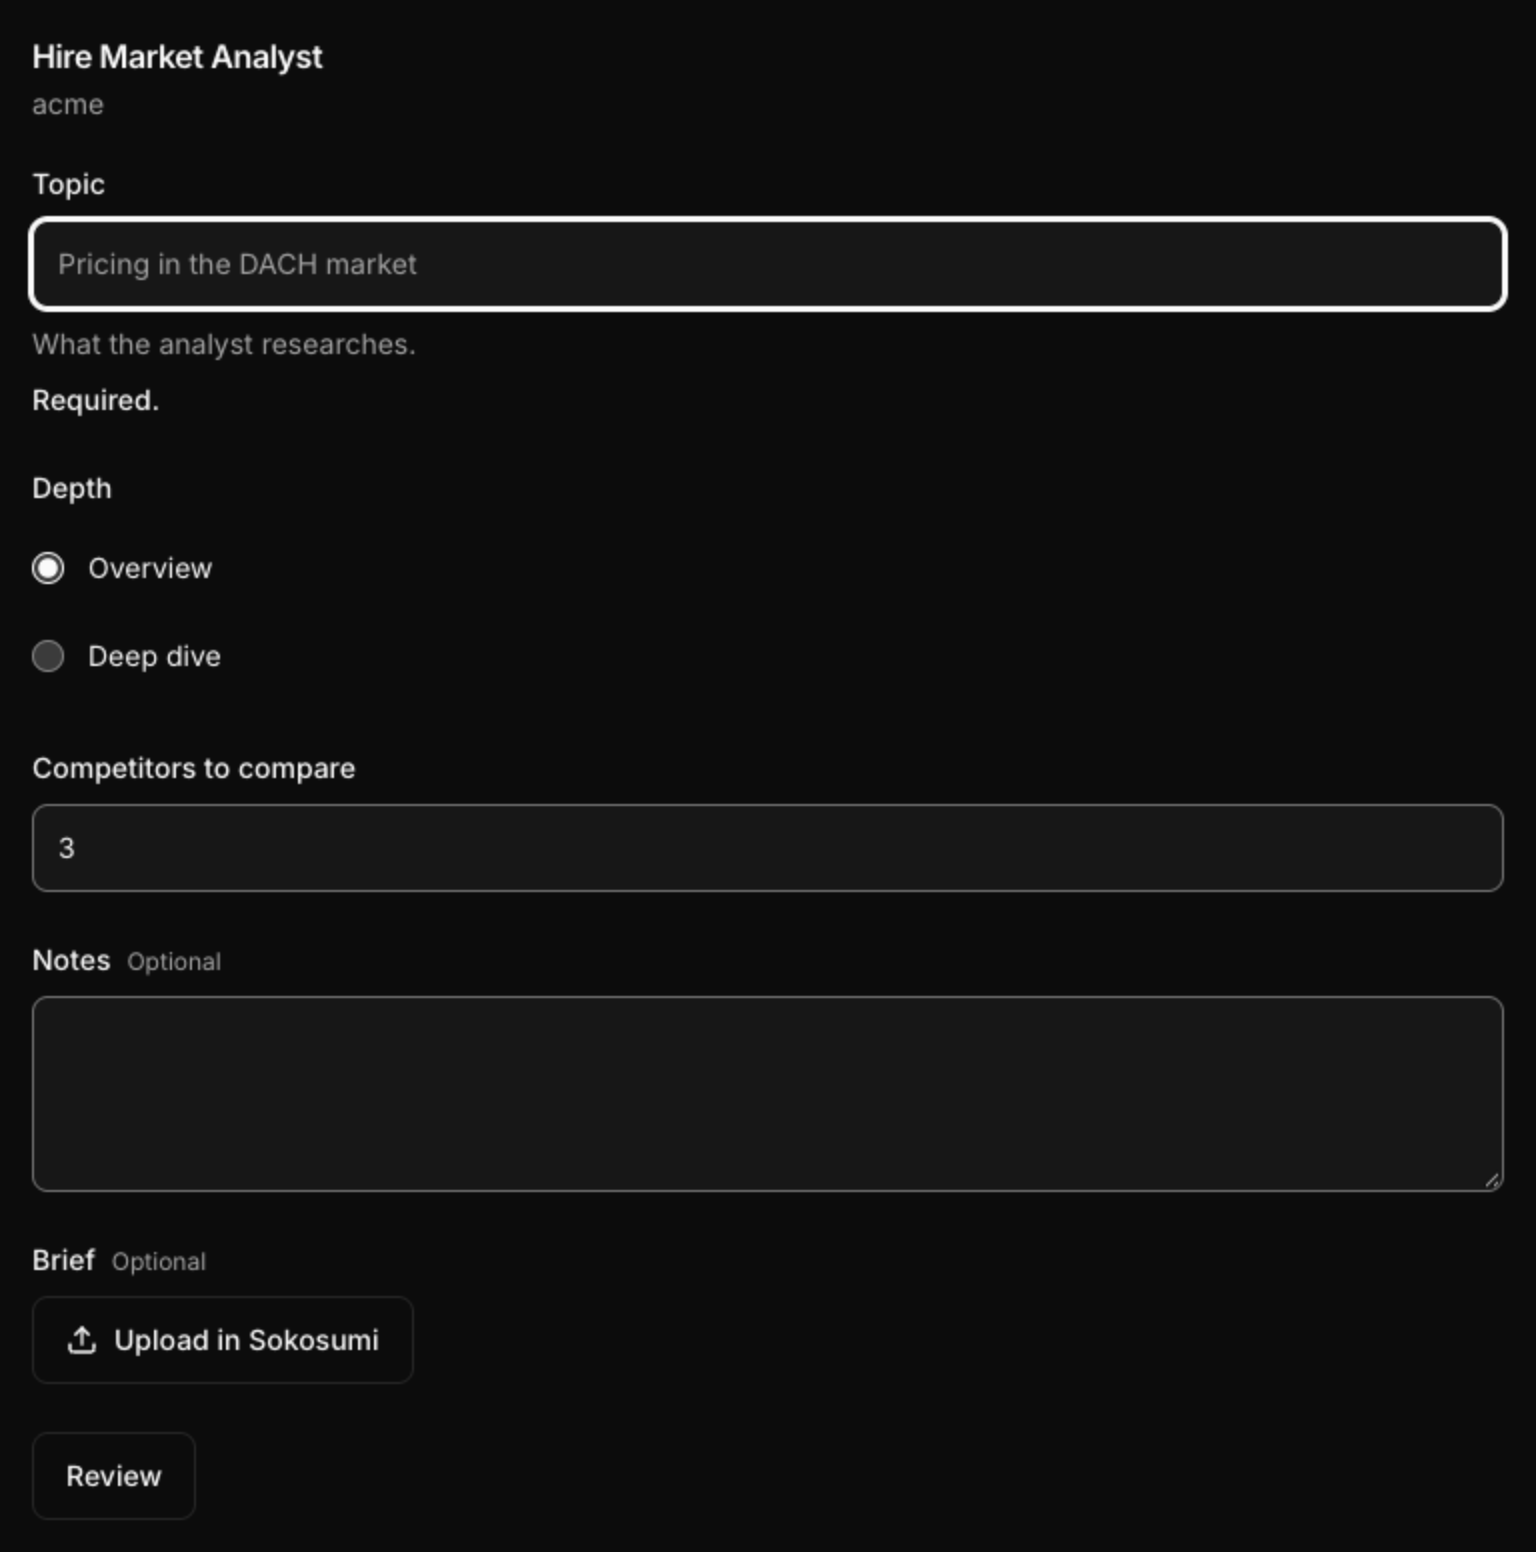 Hire Market Analyst
acme
Topic
Pricing in the DACH market
What the analyst researches.
Required.
Depth
Overview
Deep dive
Competitors to compare
3
Notes Optional
Brief Optional
Upload in Sokosumi
Review